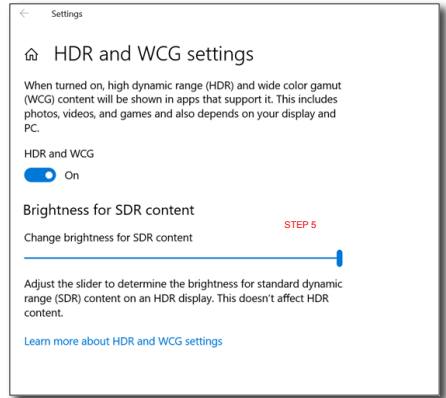 Settings
HDR and WCG settings
When turned on, high dynamic range (HDR) and wide color gamut
(WCG) content will be shown in apps that support it. This includes
photos, videos, and games and also depends on your display and
PC.
HDR and WCG
On
Brightness for SDR content
STEP 5
Change brightness for SDR content
Adjust the slider to determine the brightness for standard dynamic
range (SDR) content on an HDR display. This doesn't affect HDR
content.
Learn more about HDR and WCG settings